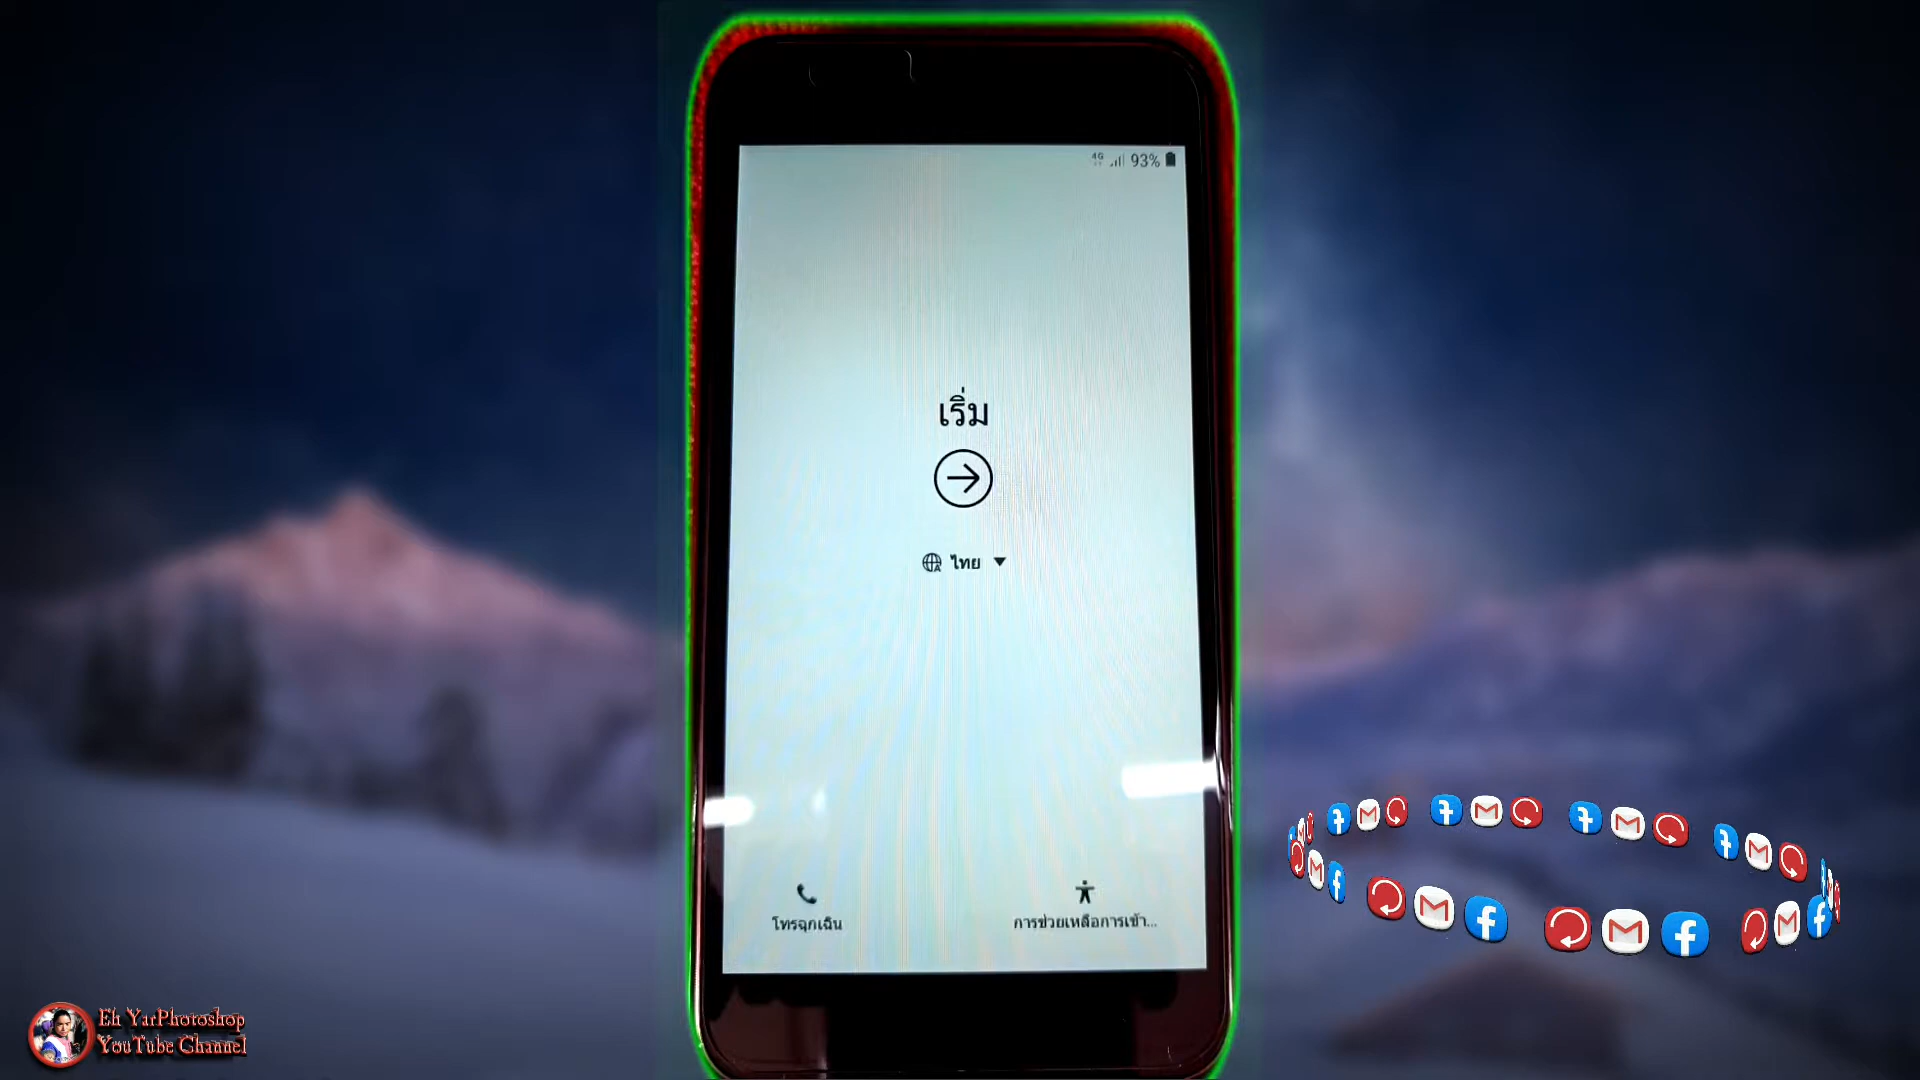 4G 93%
เริ่ม
ไทย
โทรฉุกเฉิน
การช่วยเหลือการเข้า...
Eh YarPhotoshop
YouTube Channel